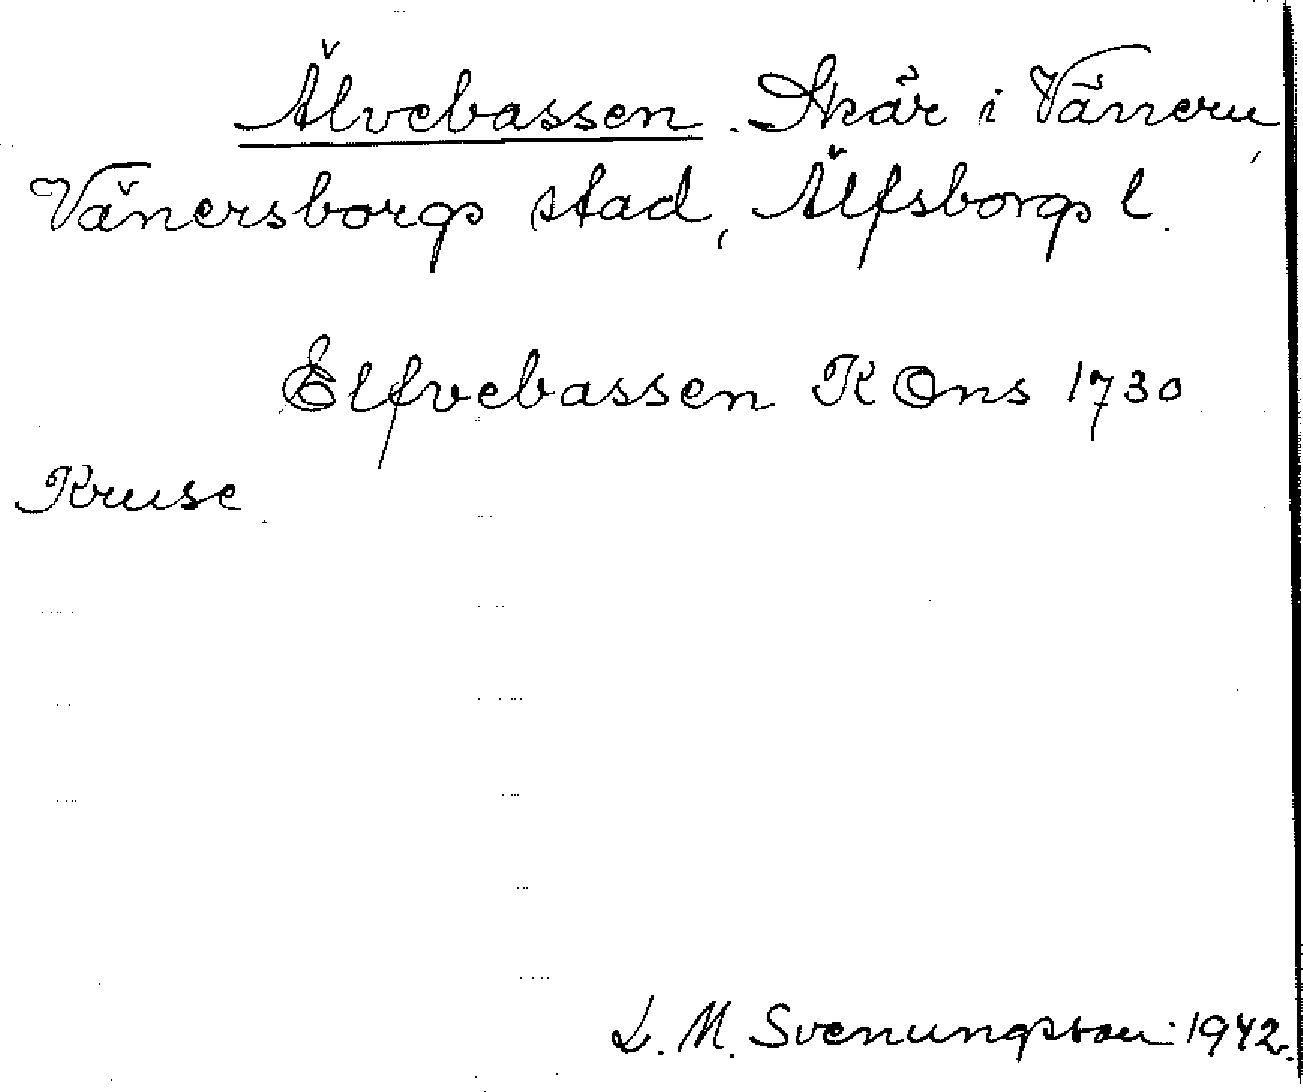 Älvebassen. Skär i Vänern,
Vänersborgs stad, Älfsborgs l.
Elfvebassen K Ons 1730
Kruse.
L. M. Svenungsson 1942.